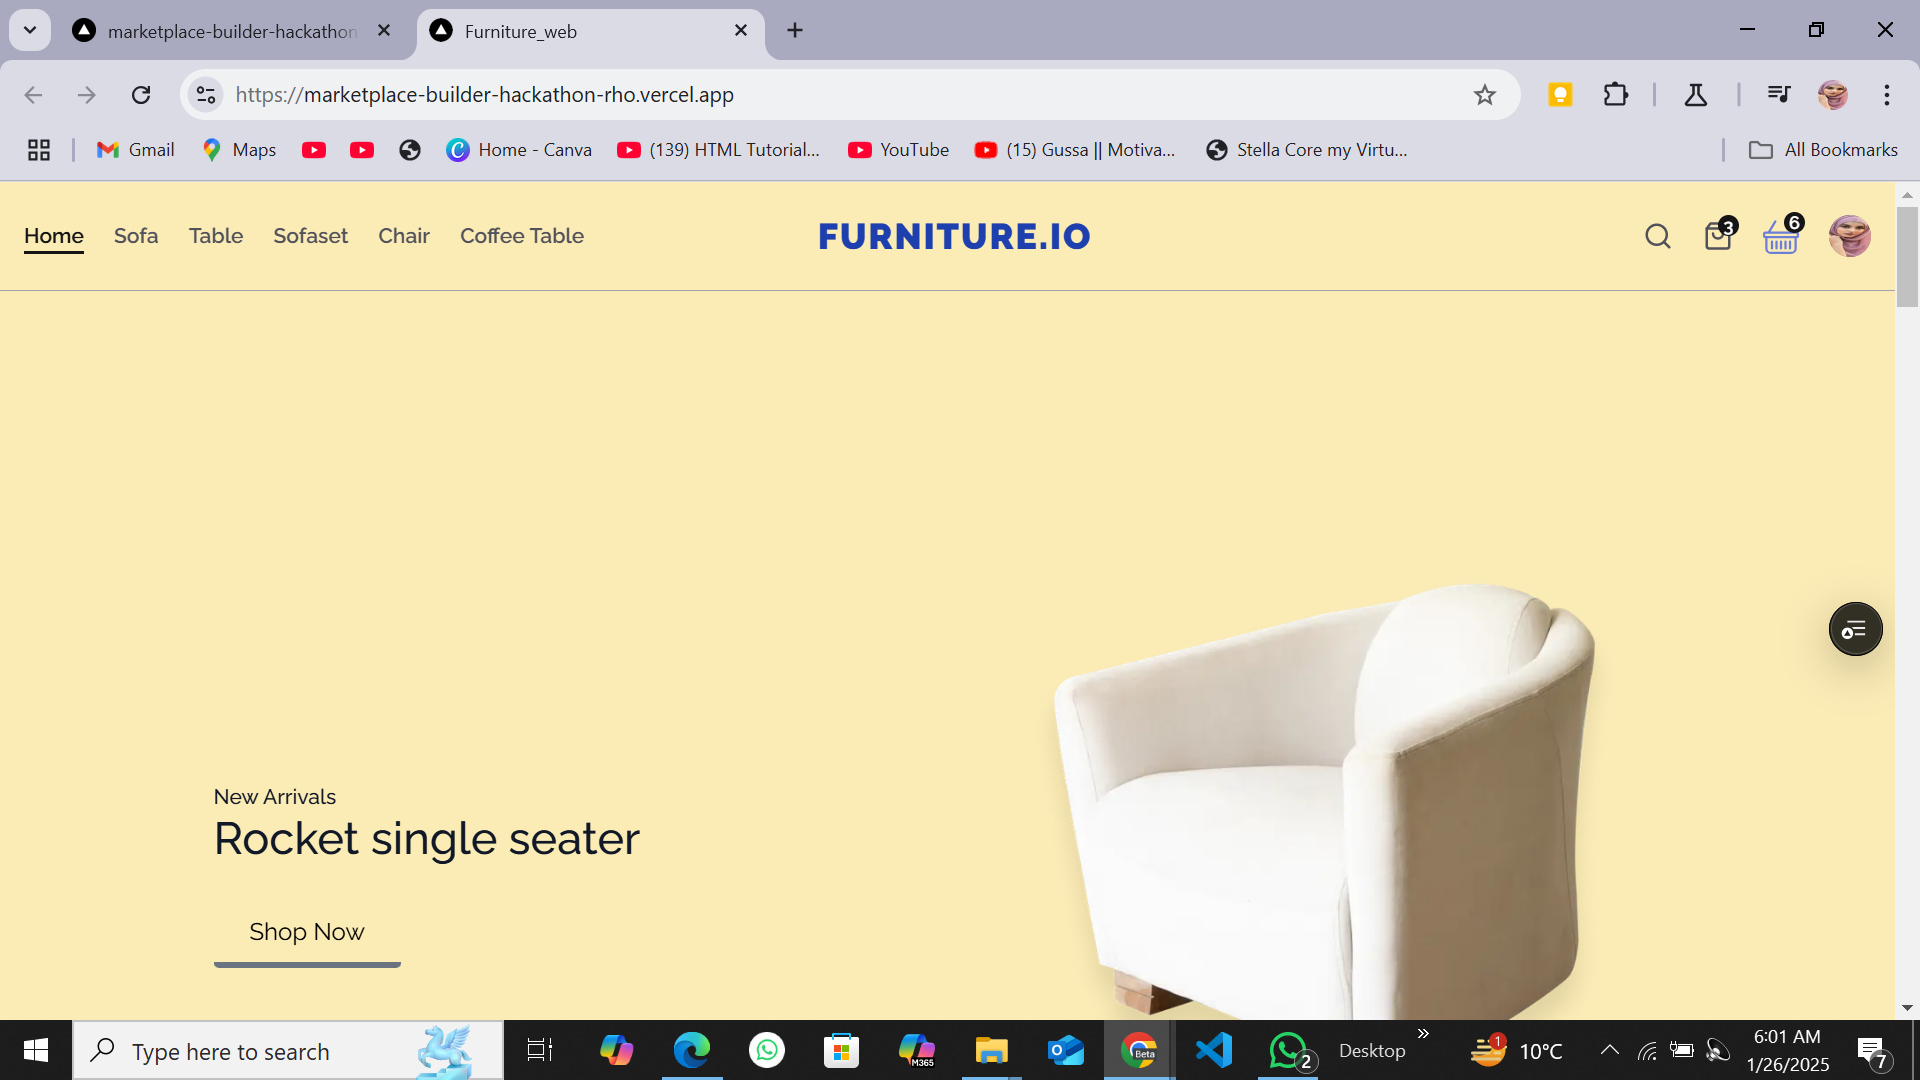 marketplace-builder-hackathon
Furniture_web
https://marketplace-builder-hackathon-rho.vercel.app
Gmail
Maps
Home - Canva
(139) HTML Tutorial...
YouTube
(15) Gussa || Motiva...
Stella Core my Virtu...
All Bookmarks
Home
Sofa
Table
Sofaset
Chair
Coffee Table
FURNITURE.IO
3
6
New Arrivals
Rocket single seater
Shop Now
Type here to search
M365
Beta
2
Desktop
1
10°C
6:01 AM
1/26/2025
7